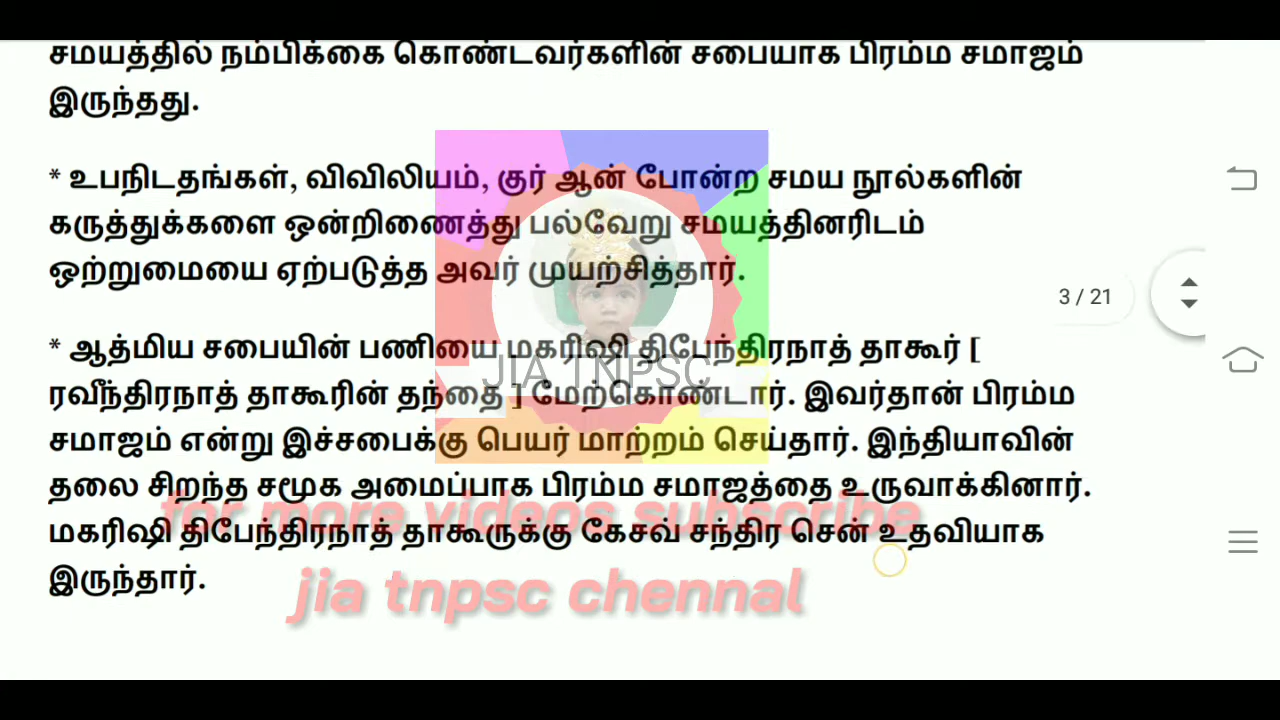 சமயத்தில் நம்பிக்கை கொண்டவர்களின் சபையாக பிரம்ம சமாஜம்
இருந்தது.
* உபநிடதங்கள், விவிலியம், குர் ஆன் போன்ற சமய நூல்களின்
கருத்துக்களை ஒன்றிணைத்து பல்வேறு சமயத்தினரிடம்
ஒற்றுமையை ஏற்படுத்த அவர் முயற்சித்தார்.
3 / 21
* ஆத்மிய சபையின் பணியை மகரிஷி திபேந்திரநாத் தாகூர் [
JIA TNPSC
ரவீந்திரநாத் தாகூரின் தந்தை ] மேற்கொண்டார். இவர்தான் பிரம்ம
சமாஜம் என்று இச்சபைக்கு பெயர் மாற்றம் செய்தார். இந்தியாவின்
தலை சிறந்த சமூக அமைப்பாக பிரம்ம சமாஜத்தை உருவாக்கினார்.
for more videos subscribe
மகரிஷி திபேந்திரநாத் தாகூருக்கு கேசவ் சந்திர சென் உதவியாக
இருந்தார்.
jia tnpsc chennal